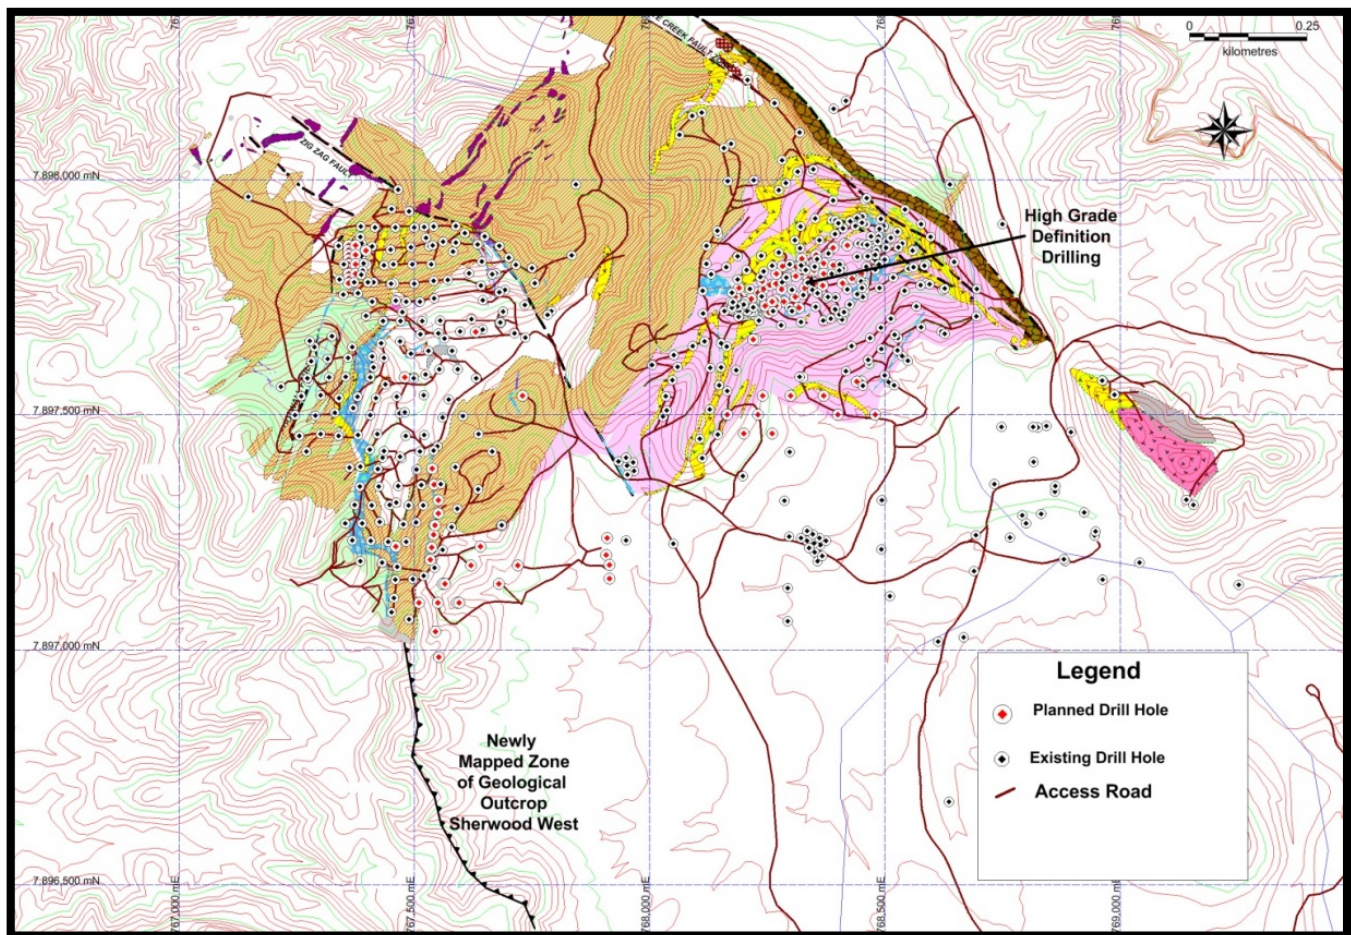 0 0.25
kilometres
E CREEK FAULT
ZIG ZAG FAULT
7,898,000 mN
High Grade
Definition
Drilling
7,897,500 mN
7,897,000 mN
Legend
Planned Drill Hole
Existing Drill Hole
Access Road
Newly
Mapped Zone
of Geological
Outcrop
Sherwood West
7,896,500 mN
767,000 mE
767,500 mE
768,000 mE
768,500 mE
769,000 mE